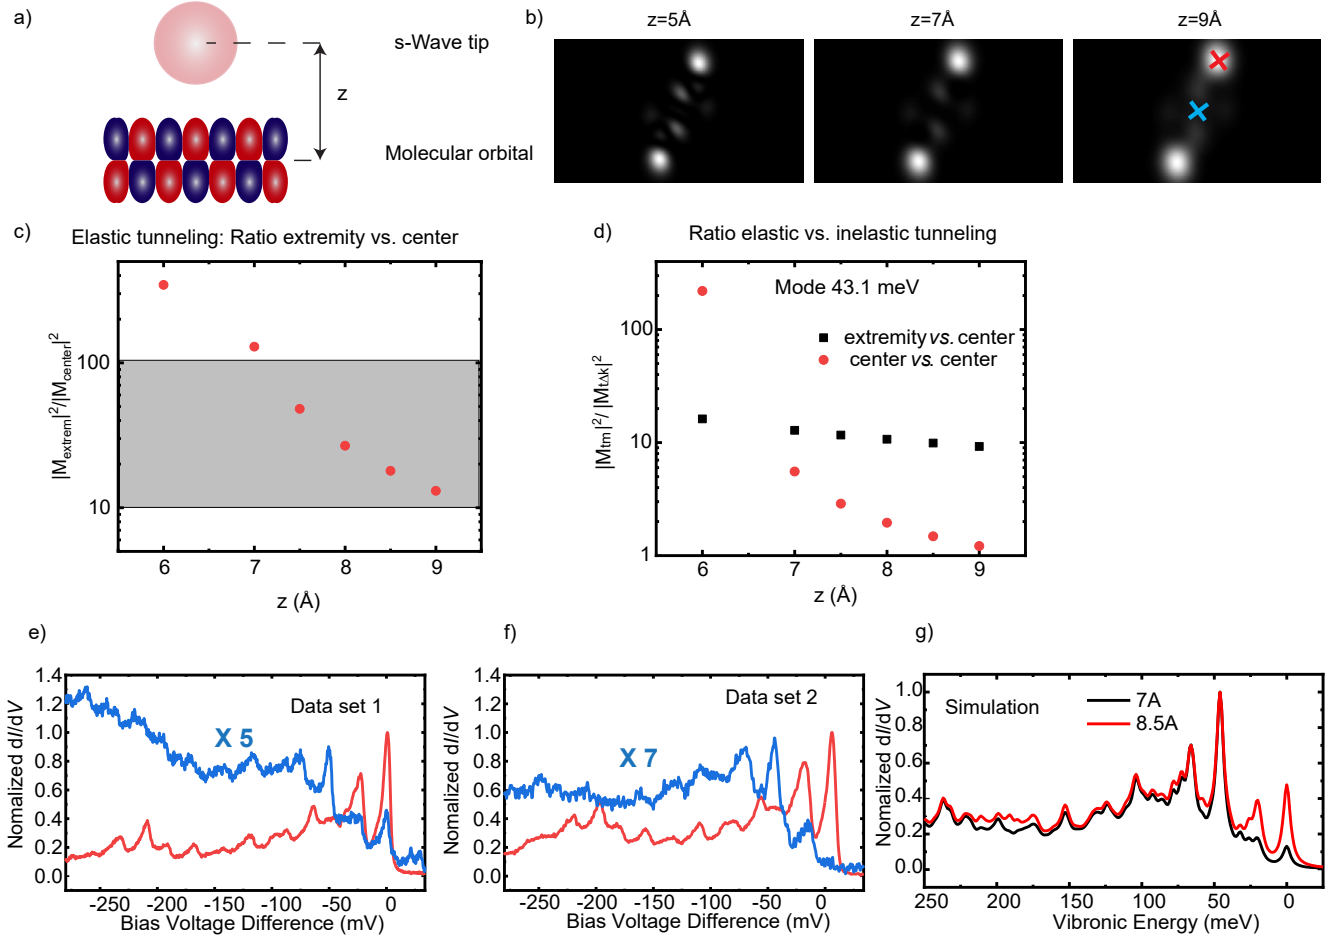 a)
s-Wave tip
z
Molecular orbital
b)
z=5Å
z=7Å
z=9Å
c)
Elastic tunneling: Ratio extremity vs. center
|M_extrem|²/|M_center|²
100
10
6
7
8
9
z (Å)
d)
Ratio elastic vs. inelastic tunneling
Mode 43.1 meV
extremity vs. center
center vs. center
|M_tm|²/ |M_tΔk|²
100
10
1
6
7
8
9
z (Å)
e)
Data set 1
X 5
Nomalized dI/dV
1.4
1.2
1.0
0.8
0.6
0.4
0.2
0.0
-250 -200 -150 -100 -50 0
Bias Voltage Difference (mV)
f)
Data set 2
X 7
Nomalized dI/dV
1.4
1.2
1.0
0.8
0.6
0.4
0.2
0.0
-250 -200 -150 -100 -50 0
Bias Voltage Difference (mV)
g)
Simulation
7A
8.5A
Nomalized dI/dV
1.0
0.8
0.6
0.4
0.2
0.0
250 200 150 100 50 0
Vibronic Energy (meV)